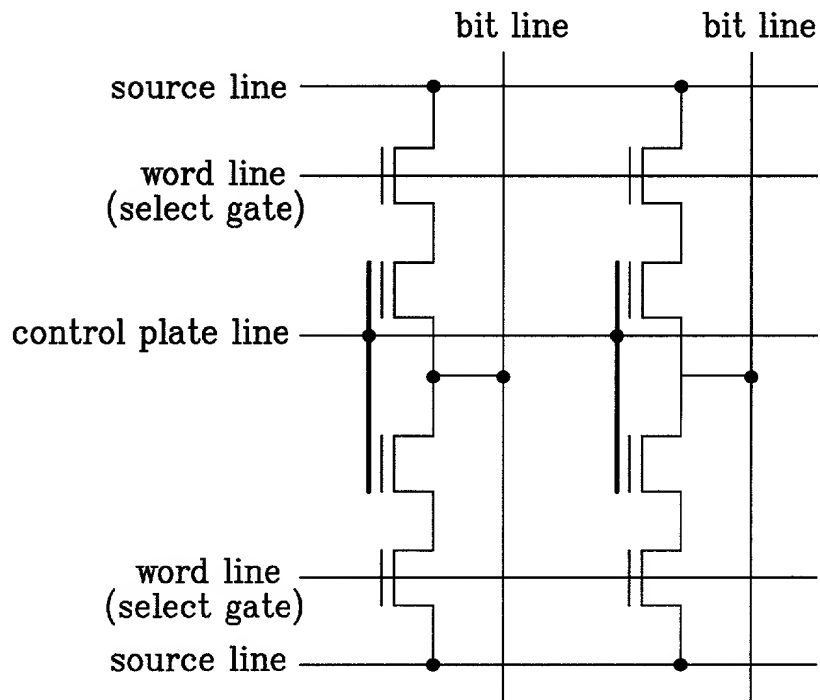 bit line
bit line
source line
word line
(select gate)
control plate line
word line
(select gate)
source line